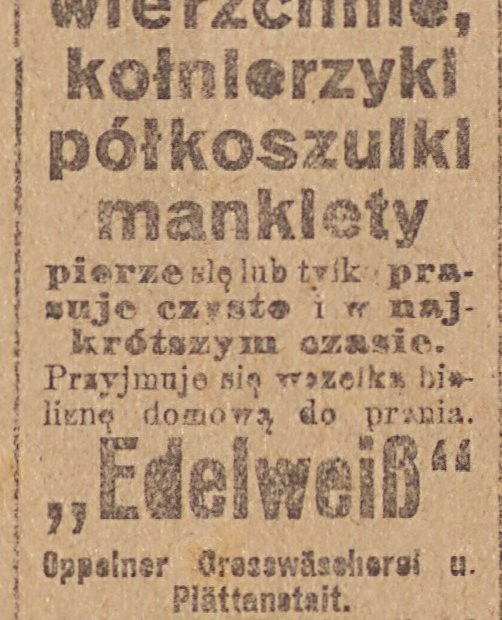 wierzchnie,
kołnierzyki
półkoszulki
mankiety
pierze się lub tylko pra-
suje czysto i w naj-
krótszym czasie.
Przyjmuje się wszelką bie-
liznę domową do prania.
„Edelweiß“
Oppelner Grosswäscherei u.
Plättanstalt.